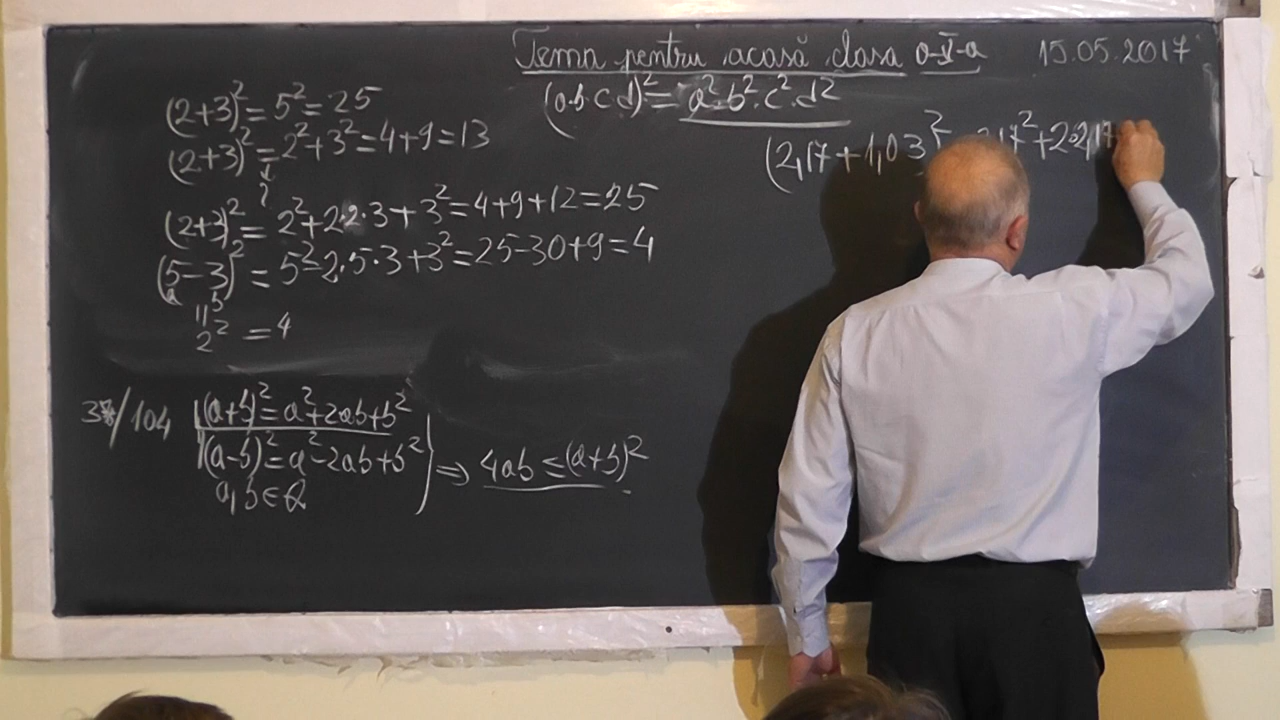 Tema pentru acasă clasa a-V-a 15.05.2017
(a·b·c·d)² = a²·b²·c²·d²
(2+3)² = 5² = 25
(2+3)² = 2²+3² = 4+9 = 13
?
(2+3)² = 2²+2·2·3+3² = 4+9+12 = 25
(5-3)² = 5²-2·5·3+3² = 25-30+9 = 4
2² = 4
(2,17+1,03)² 17²+2·2,17
/104 (a+b)² = a²+2ab+b²
(a-b)² = a²-2ab+b² ⇒ 4ab ≤ (a+b)²
a,b∈Q